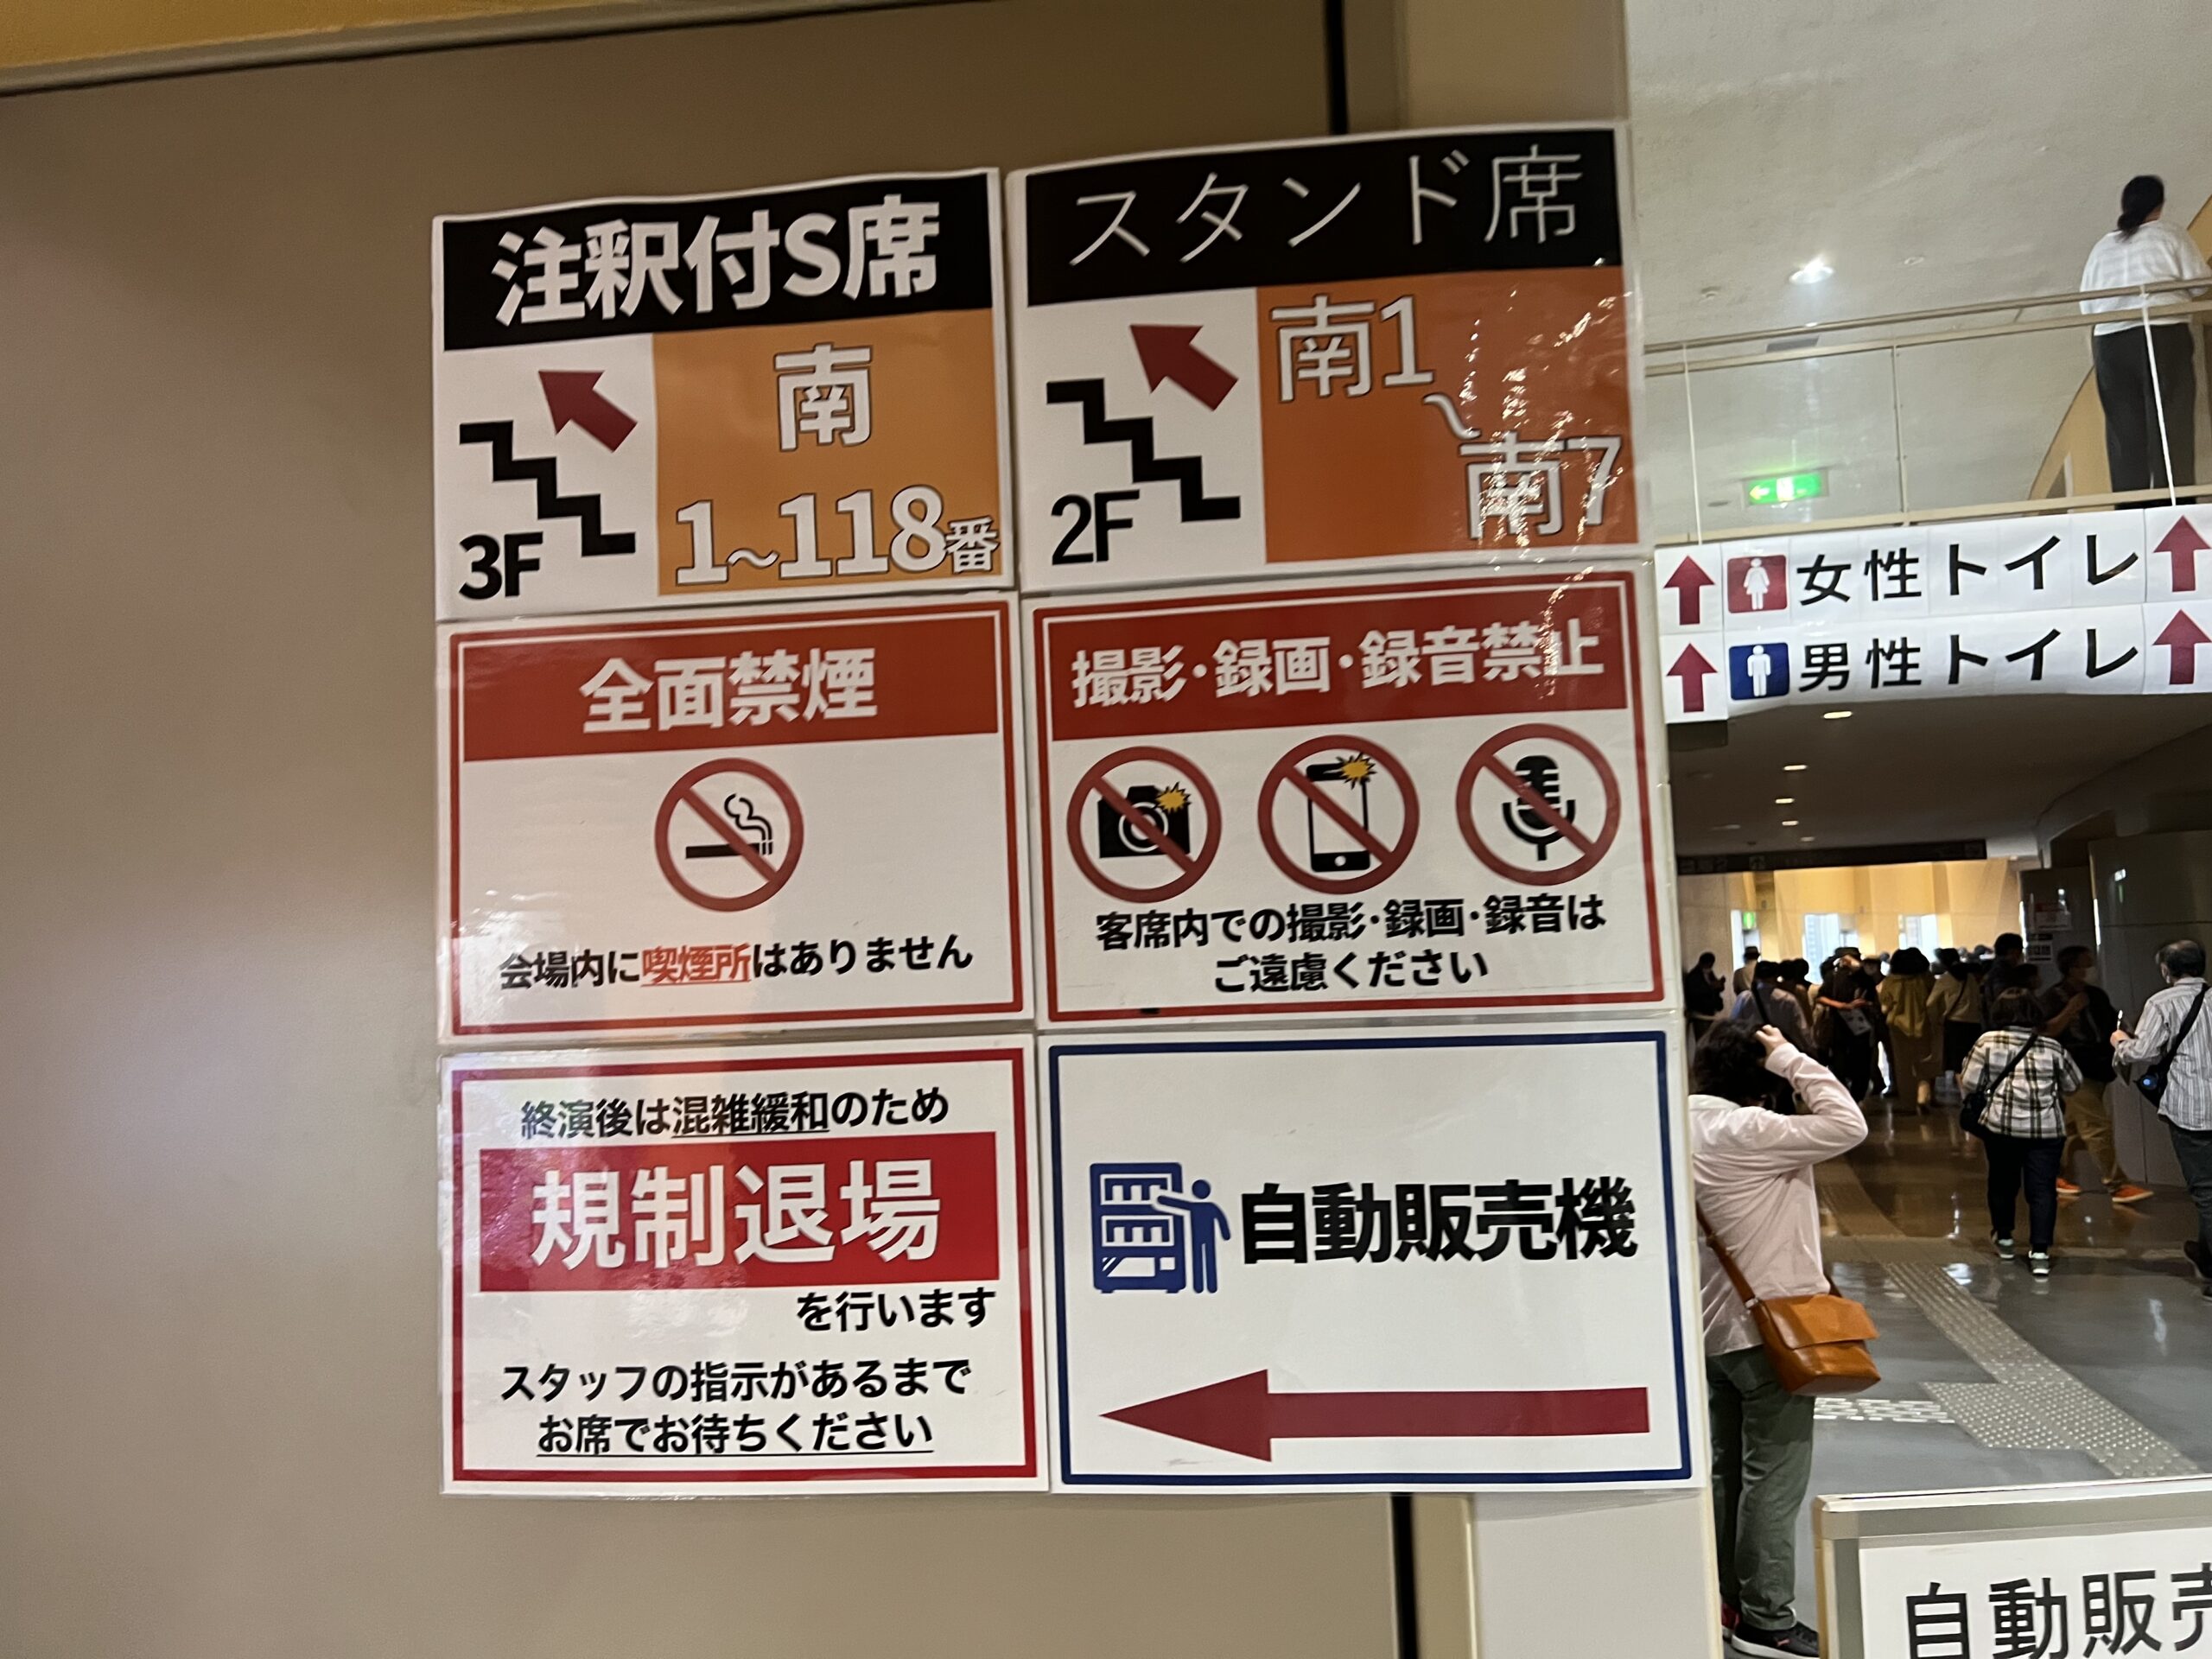 注釈付S席
南
1~118番
3F
スタンド席
南1
~
南7
2F
全面禁煙
会場内に喫煙所はありません
撮影・録画・録音禁止
客席内での撮影・録画・録音は
ご遠慮ください
終演後は混雑緩和のため
規制退場
を行います
スタッフの指示があるまで
お席でお待ちください
自動販売機
女性トイレ
男性トイレ
自動販売